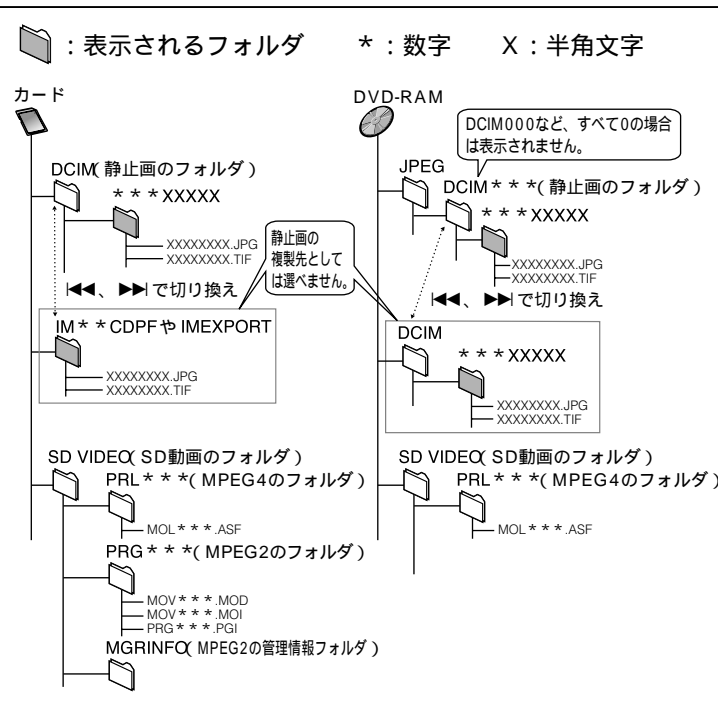 ：表示されるフォルダ　＊：数字　X：半角文字
カード
DCIM(静止画のフォルダ)
＊＊＊XXXXX
XXXXXXXX.JPG
XXXXXXXX.TIF
静止画の
複製先として
は選べません。
|◀◀、▶▶|で切り換え
IM＊＊CDPFや IMEXPORT
XXXXXXXX.JPG
XXXXXXXX.TIF
SD VIDEO(SD動画のフォルダ)
PRL＊＊＊(MPEG4のフォルダ)
MOL＊＊＊.ASF
PRG＊＊＊(MPEG2のフォルダ)
MOV＊＊＊.MOD
MOV＊＊＊.MOI
PRG＊＊＊.PGI
MGRINFO(MPEG2の管理情報フォルダ)
DVD-RAM
DCIM000など、すべて0の場合
は表示されません。
JPEG
DCIM＊＊＊(静止画のフォルダ)
＊＊＊XXXXX
XXXXXXXX.JPG
XXXXXXXX.TIF
|◀◀、▶▶|で切り換え
DCIM
＊＊＊XXXXX
XXXXXXXX.JPG
XXXXXXXX.TIF
SD VIDEO(SD動画のフォルダ)
PRL＊＊＊(MPEG4のフォルダ)
MOL＊＊＊.ASF